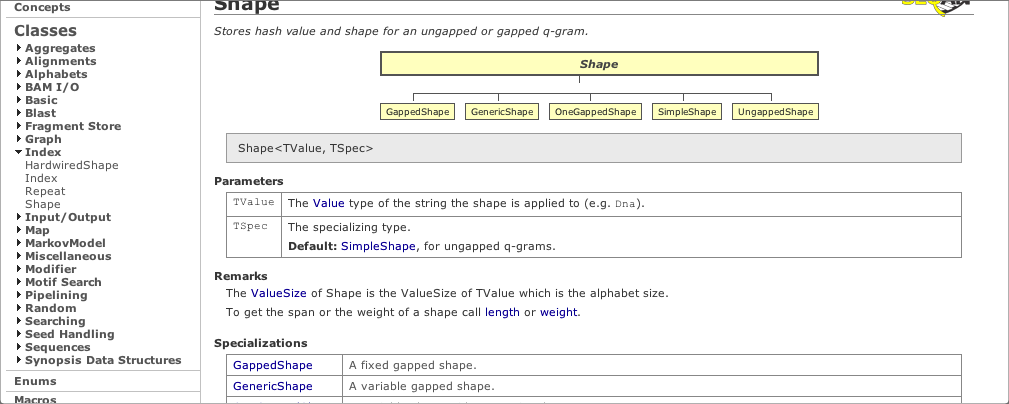 Concepts
Classes
Aggregates
Alignments
Alphabets
BAM I/O
Basic
Blast
Fragment Store
Graph
Index
HardwiredShape
Index
Repeat
Shape
Input/Output
Map
MarkovModel
Miscellaneous
Modifier
Motif Search
Pipelining
Random
Searching
Seed Handling
Sequences
Synopsis Data Structures
Enums
Macros
Shape
Stores hash value and shape for an ungapped or gapped q-gram.
Shape
GappedShape GenericShape OneGappedShape SimpleShape UngappedShape
Shape<TValue, TSpec>
Parameters
TValue The Value type of the string the shape is applied to (e.g. Dna).
TSpec The specializing type.
Default: SimpleShape, for ungapped q-grams.
Remarks
The ValueSize of Shape is the ValueSize of TValue which is the alphabet size.
To get the span or the weight of a shape call length or weight.
Specializations
GappedShape A fixed gapped shape.
GenericShape A variable gapped shape.